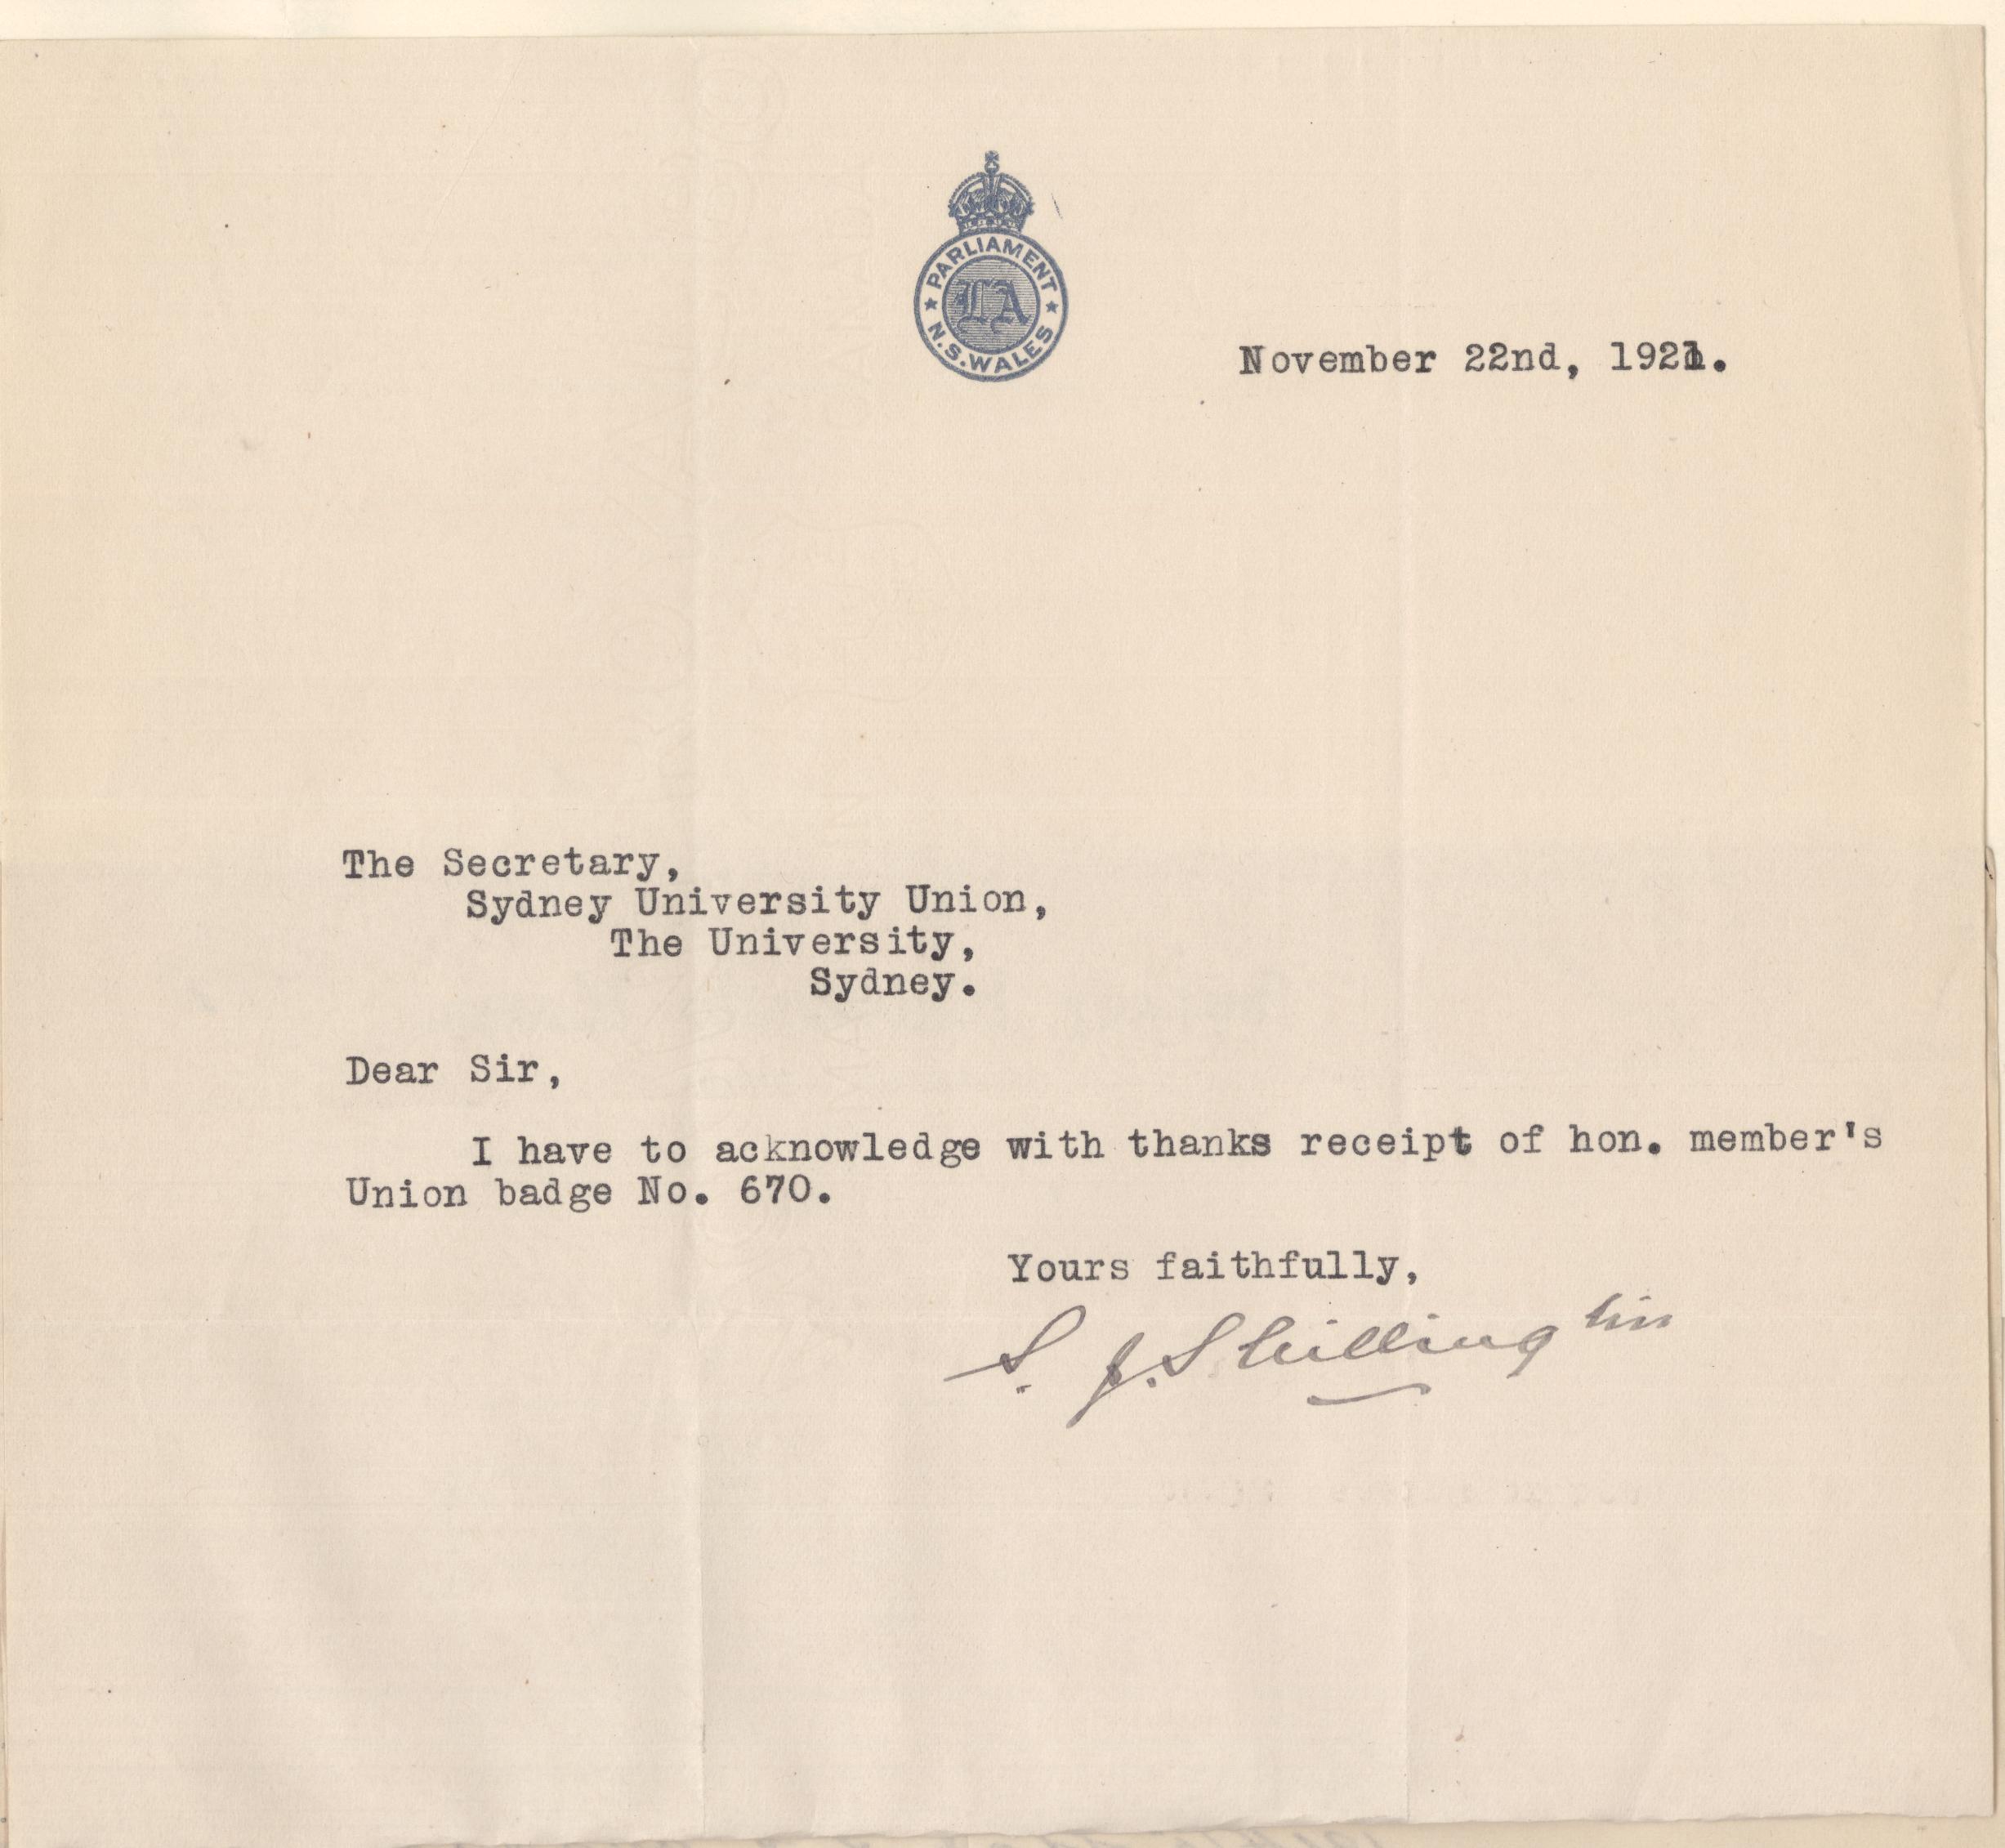 PARLIAMENT
LA
N.S.WALES
November 22nd, 1921.
The Secretary,
Sydney University Union,
The University,
Sydney.
Dear Sir,
I have to acknowledge with thanks receipt of hon. member's
Union badge No. 670.
Yours faithfully,
S. J. Shillington